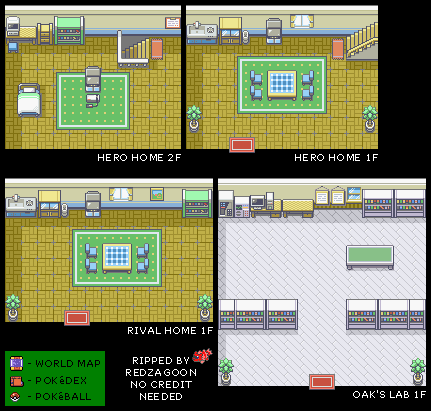 HERO HOME 2F
HERO HOME 1F
RIVAL HOME 1F
- WORLD MAP
- POKéDEX
- POKéBALL
RIPPED BY
REDZAGOON
NO CREDIT
NEEDED
OAK'S LAB 1F